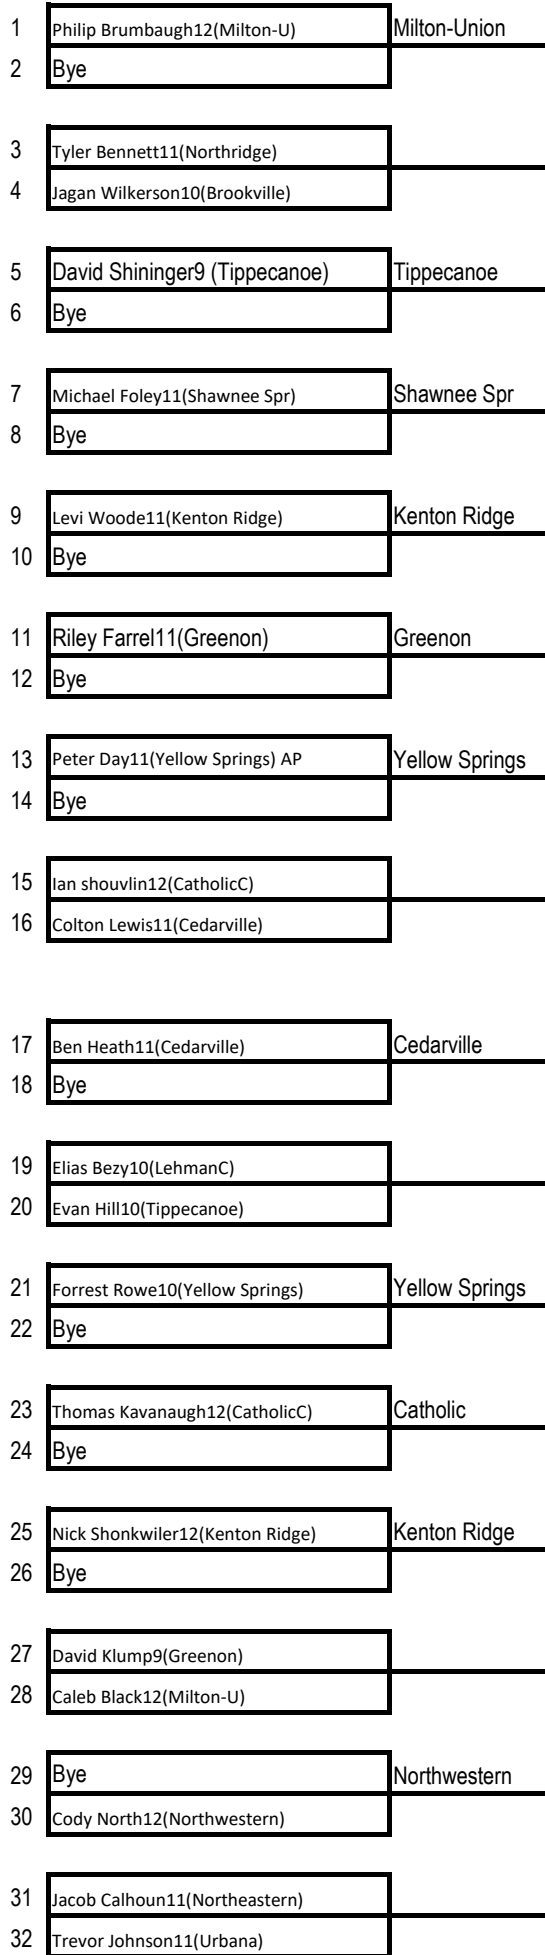 1 Philip Brumbaugh12(Milton-U) Milton-Union
2 Bye
3 Tyler Bennett11(Northridge)
4 Jagan Wilkerson10(Brookville)
5 David Shininger9 (Tippecanoe) Tippecanoe
6 Bye
7 Michael Foley11(Shawnee Spr) Shawnee Spr
8 Bye
9 Levi Woode11(Kenton Ridge) Kenton Ridge
10 Bye
11 Riley Farrel11(Greenon) Greenon
12 Bye
13 Peter Day11(Yellow Springs) AP Yellow Springs
14 Bye
15 Ian shouvlin12(CatholicC)
16 Colton Lewis11(Cedarville)
17 Ben Heath11(Cedarville) Cedarville
18 Bye
19 Elias Bezy10(LehmanC)
20 Evan Hill10(Tippecanoe)
21 Forrest Rowe10(Yellow Springs) Yellow Springs
22 Bye
23 Thomas Kavanaugh12(CatholicC) Catholic
24 Bye
25 Nick Shonkwiler12(Kenton Ridge) Kenton Ridge
26 Bye
27 David Klump9(Greenon)
28 Caleb Black12(Milton-U)
29 Bye Northwestern
30 Cody North12(Northwestern)
31 Jacob Calhoun11(Northeastern)
32 Trevor Johnson11(Urbana)